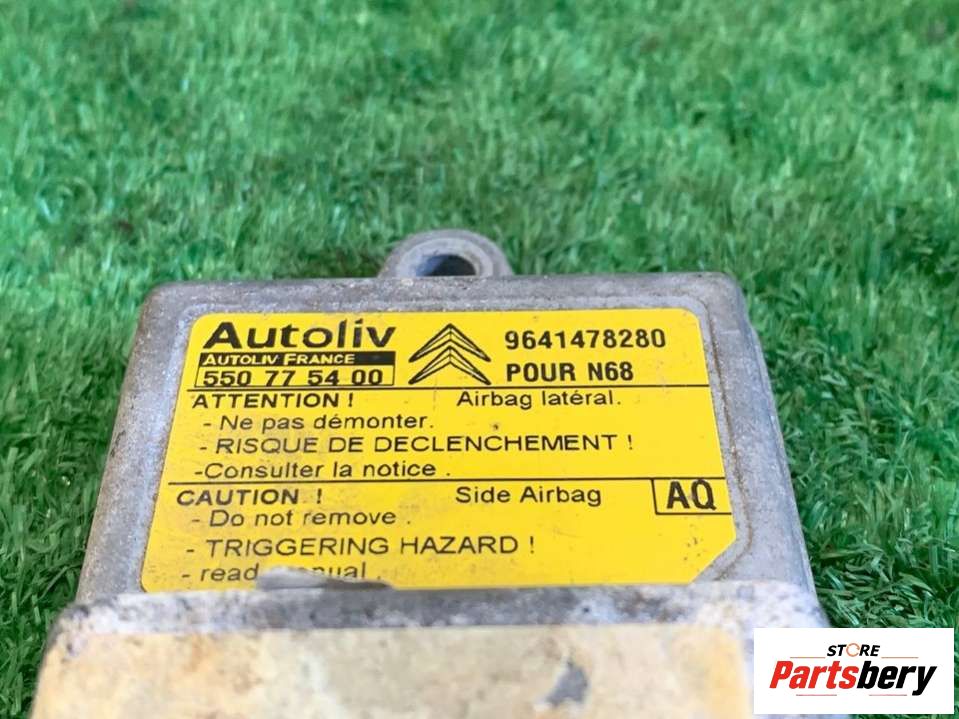 Autoliv
AUTOLIV FRANCE
550 77 54 00
9641478280
POUR N68
ATTENTION ! Airbag latéral.
- Ne pas démonter.
- RISQUE DE DECLENCHEMENT !
-Consulter la notice .
CAUTION ! Side Airbag AQ
- Do not remove .
- TRIGGERING HAZARD !
- read
STORE
Partsbery